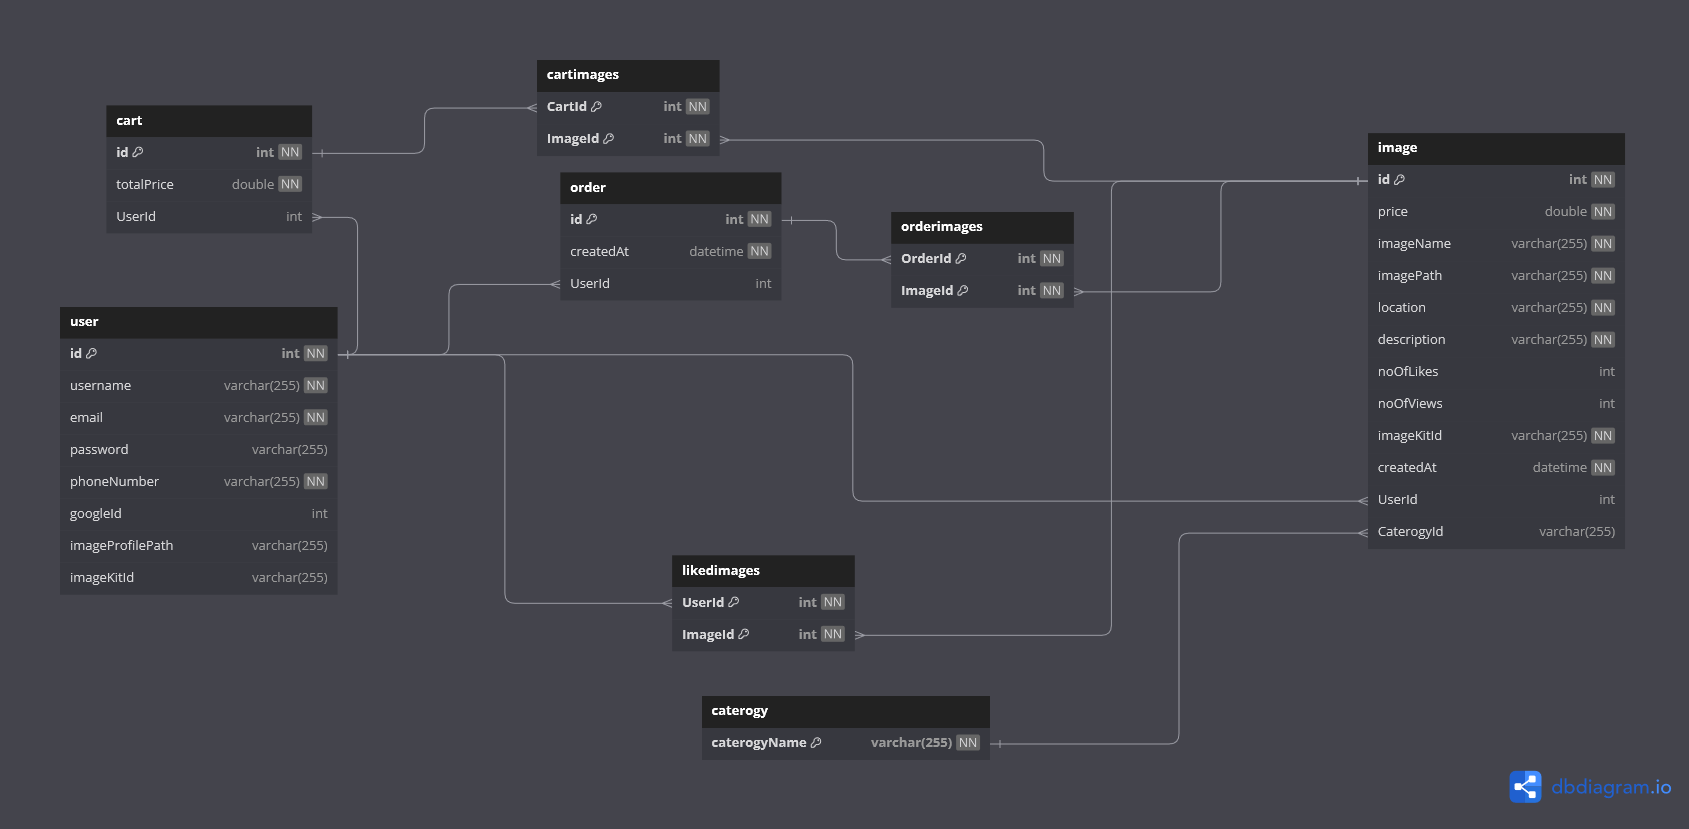 cart
id int NN
totalPrice double NN
UserId int
cartimages
CartId int NN
ImageId int NN
order
id int NN
createdAt datetime NN
UserId int
orderimages
OrderId int NN
ImageId int NN
image
id int NN
price double NN
imageName varchar(255) NN
imagePath varchar(255) NN
location varchar(255) NN
description varchar(255) NN
noOfLikes int
noOfViews int
imageKitId varchar(255) NN
createdAt datetime NN
UserId int
CaterogyId varchar(255)
user
id int NN
username varchar(255) NN
email varchar(255) NN
password varchar(255)
phoneNumber varchar(255) NN
googleId int
imageProfilePath varchar(255)
imageKitId varchar(255)
likedimages
UserId int NN
ImageId int NN
caterogy
caterogyName varchar(255) NN
dbdiagram.io